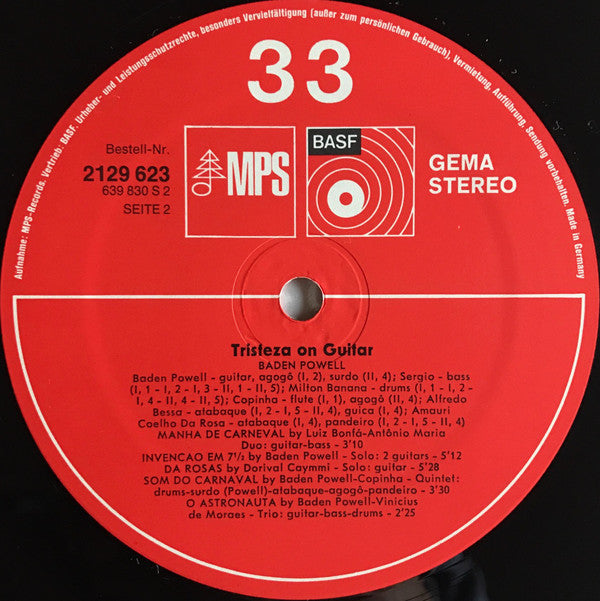 Aufnahme: MPS-Records. Vertrieb: BASF. Urheber- und Leistungsschutzrechte, besonders Vervielfältigung (außer zum persönlichen Gebrauch), Vermietung, Aufführung, Sendung vorbehalten. Made in Germany
33
Bestell-Nr.
2129 623
639 830 S 2
SEITE 2
MPS
BASF
GEMA
STEREO
Tristeza on Guitar
BADEN POWELL
Baden Powell - guitar, agogô (I, 2), surdo (II, 4); Sergio - bass
(I, 1 - I, 2 - I, 3 - II, 1 - II, 5); Milton Banana - drums (I, 1 - I, 2 -
I, 4 - II, 4 - II, 5); Copinha - flute (I, 1), agogô (II, 4); Alfredo
Bessa - atabaque (I, 2 - I, 5 - II, 4), guica (I, 4); Amauri
Coelho Da Rosa - atabaque (I, 4), pandeiro (I, 2 - I, 5 - II, 4)
MANHA DE CARNEVAL by Luiz Bonfá-Antônio Maria
Duo: guitar-bass - 3'10
INVENCAO EM 7½ by Baden Powell - Solo: 2 guitars - 5'12
DA ROSAS by Dorival Caymmi - Solo: guitar - 5'28
SOM DO CARNAVAL by Baden Powell-Copinha - Quintet:
drums-surdo (Powell)-atabaque-agogô-pandeiro - 3'30
O ASTRONAUTA by Baden Powell-Vinicius
de Moraes - Trio: guitar-bass-drums - 2'25